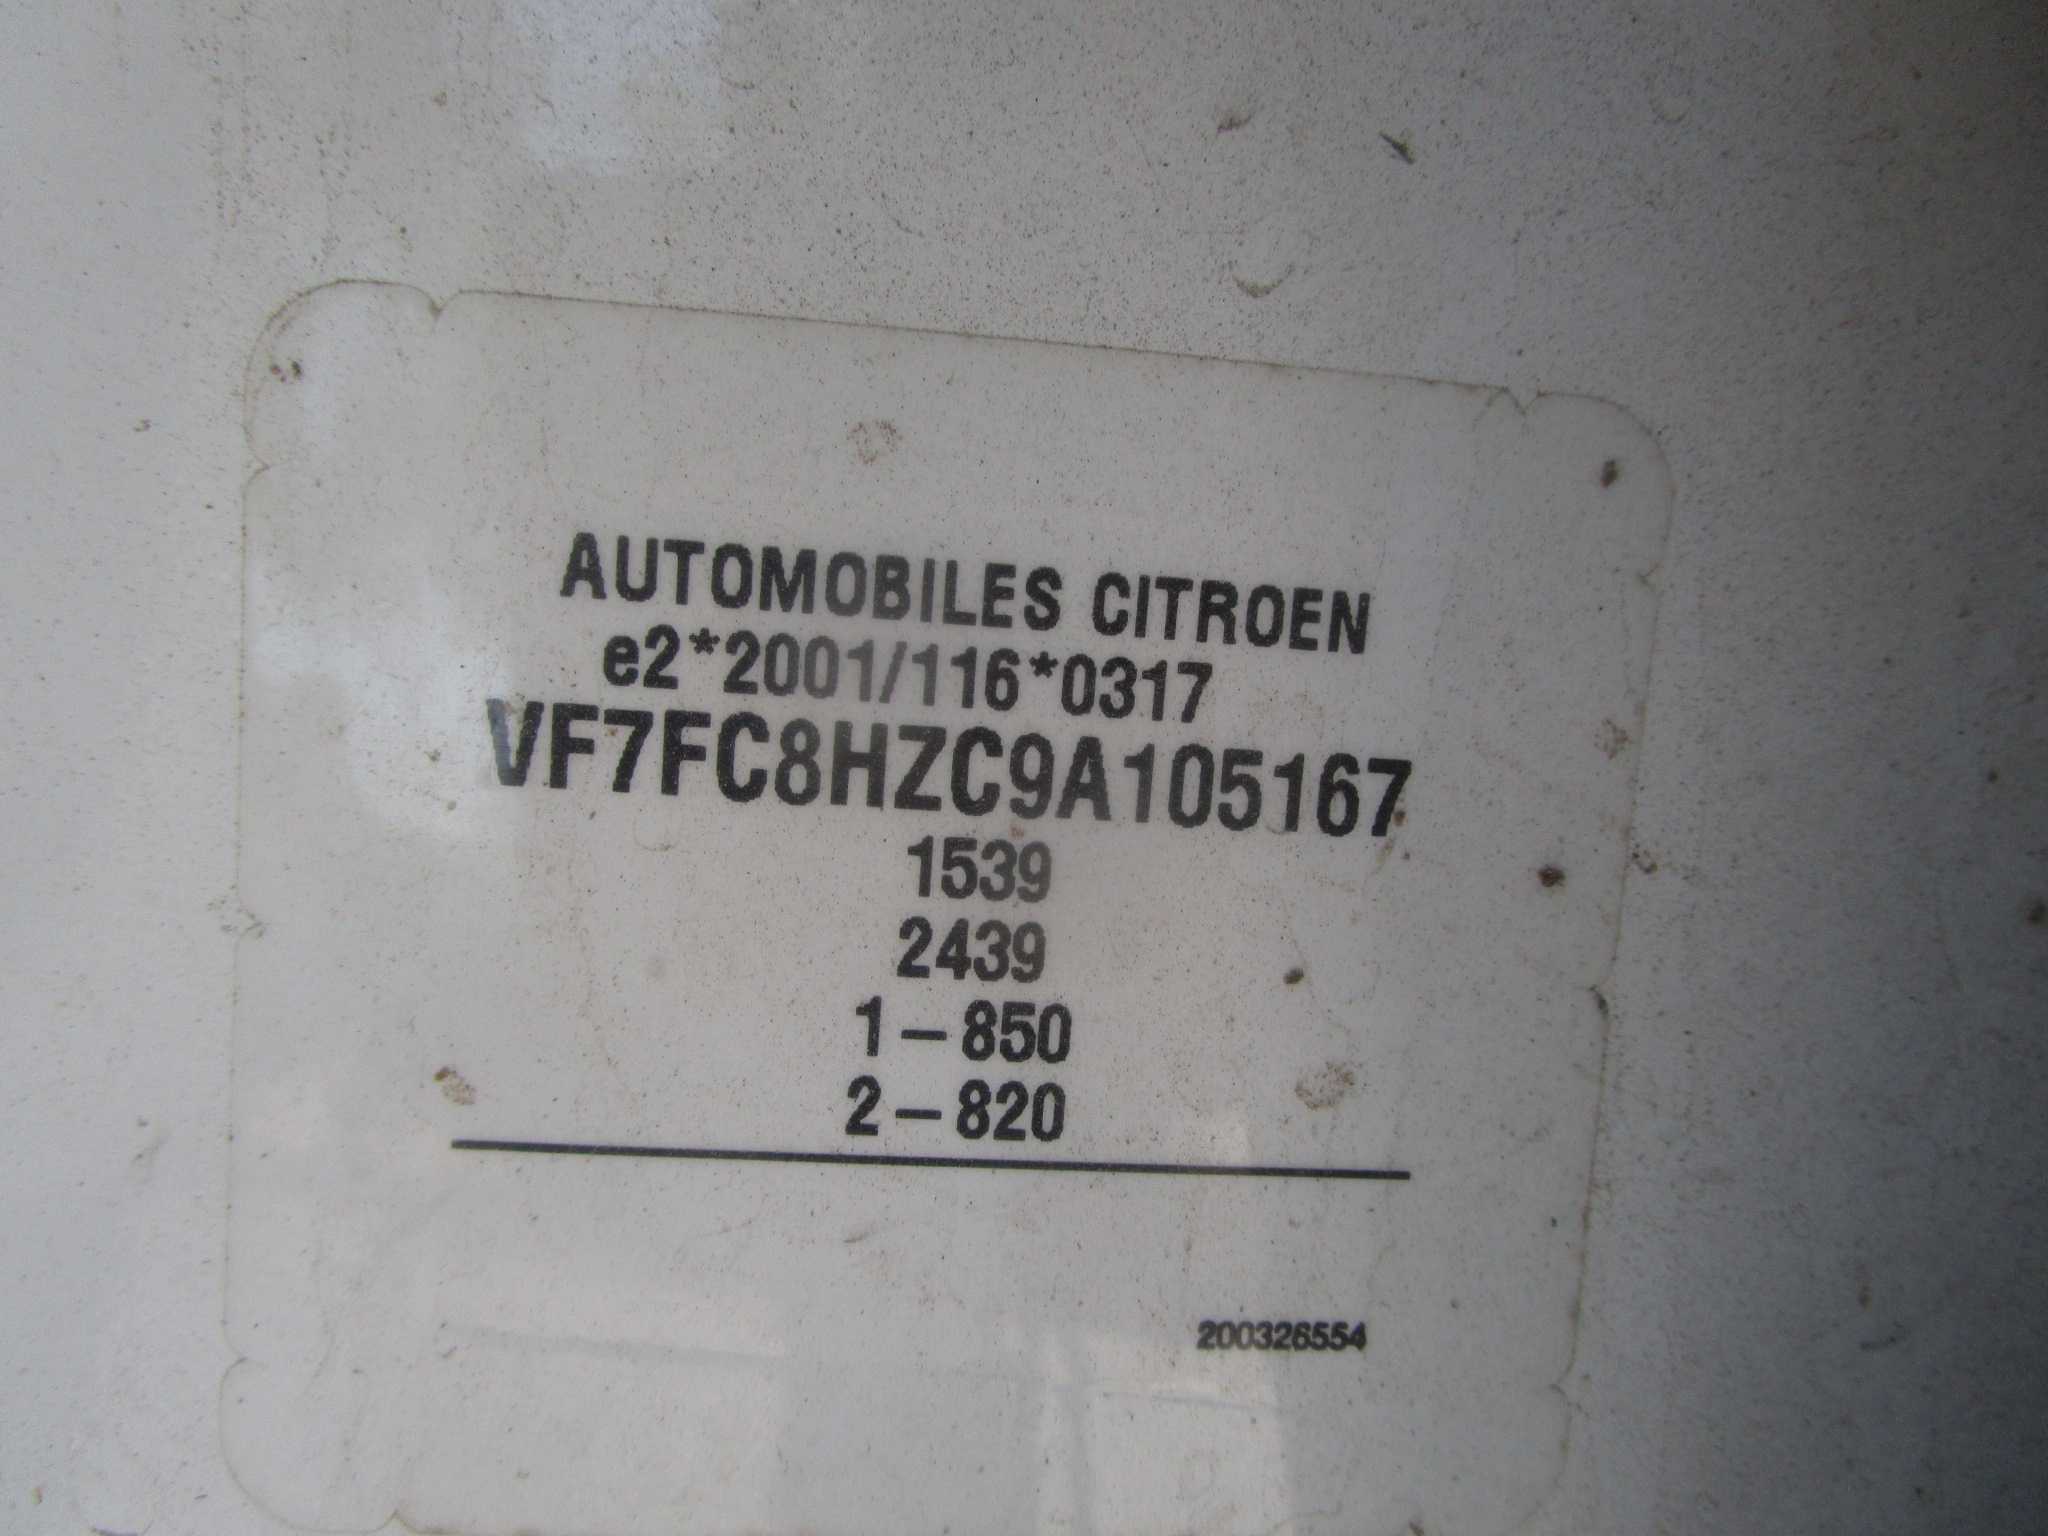 AUTOMOBILES CITROEN
e2*2001/116*0317
VF7FC8HZC9A105167
1539
2439
1–850
2–820
200326554